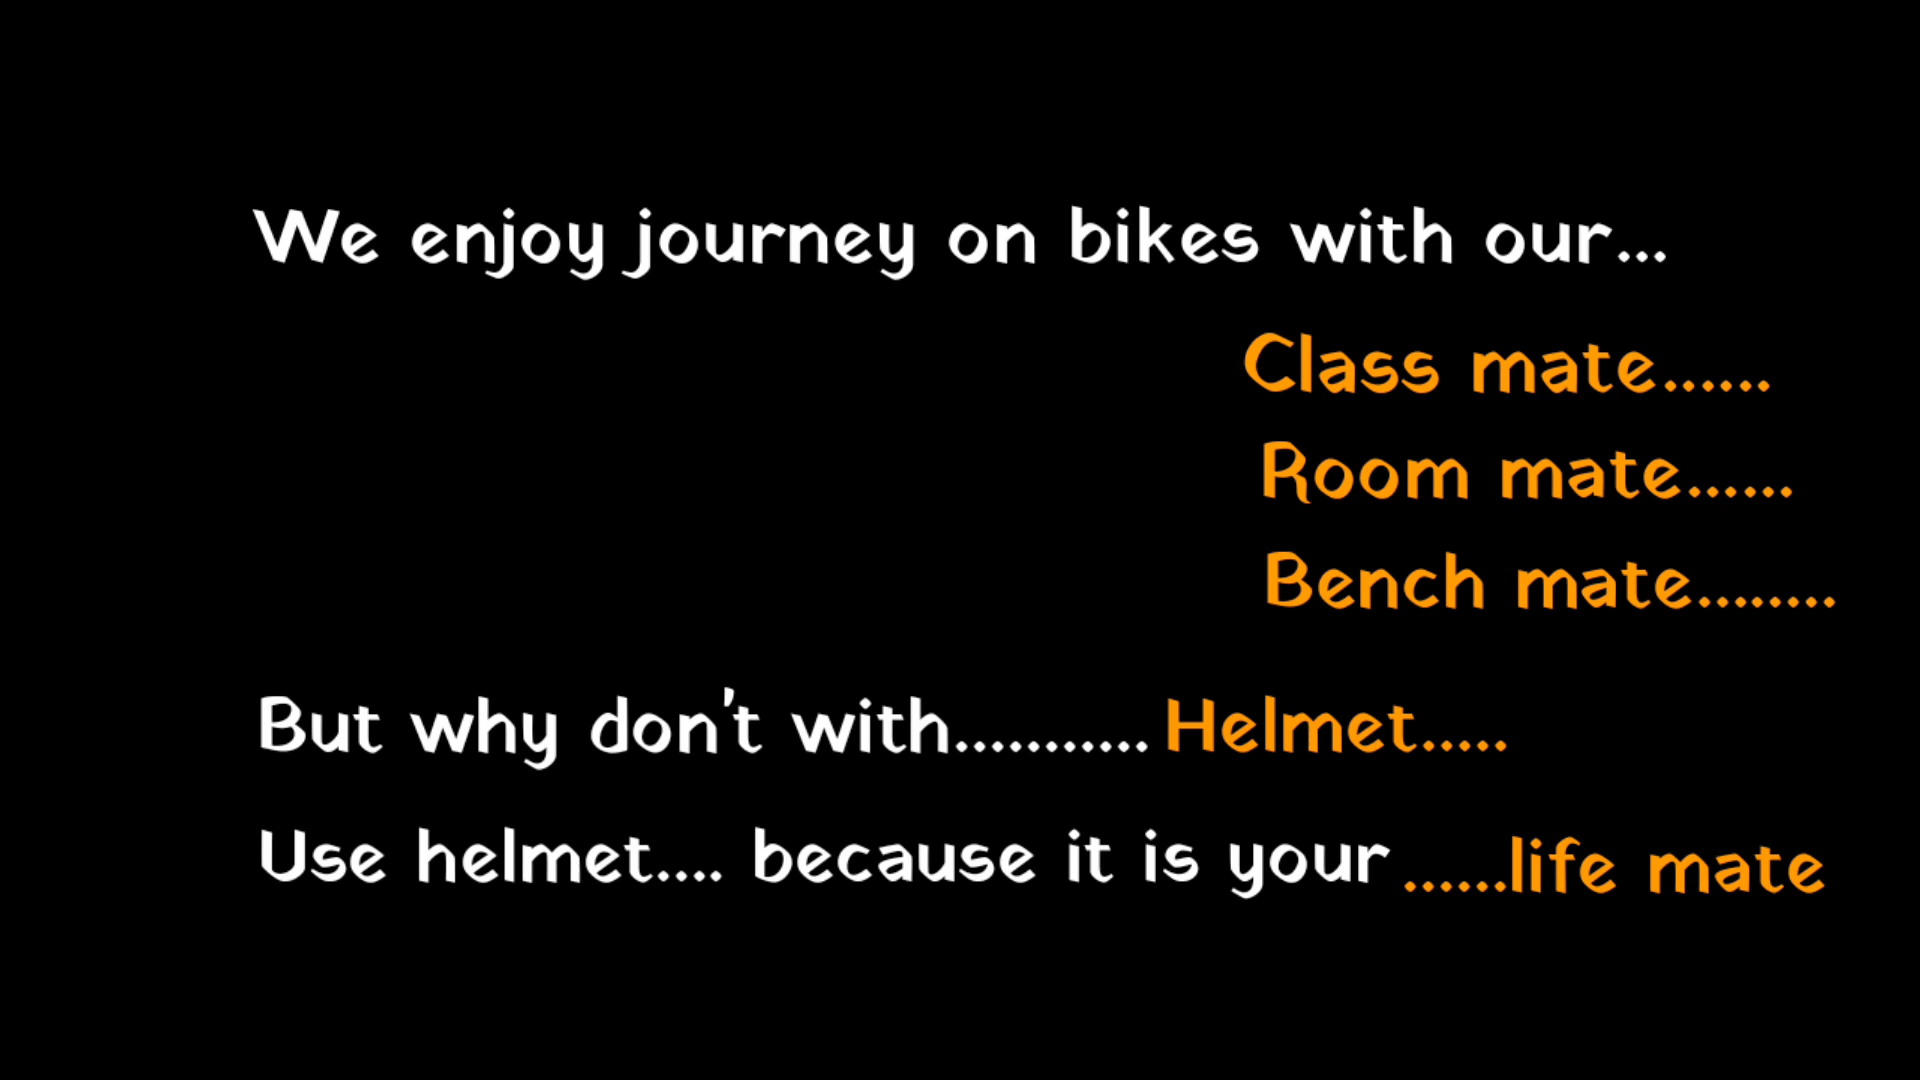 We enjoy journey on bikes with our...
Class mate......
Room mate......
Bench mate........
But why don't with...........Helmet.....
Use helmet.... because it is your......life mate